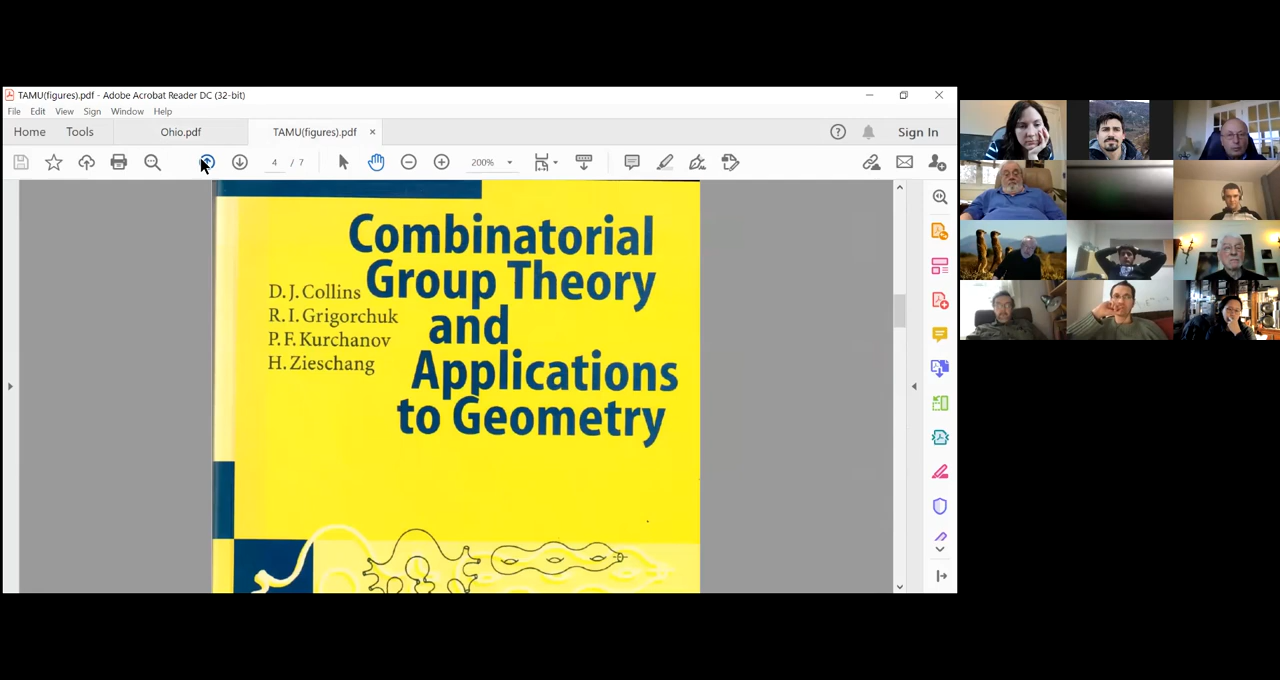 TAMU(figures).pdf - Adobe Acrobat Reader DC (32-bit)
File Edit View Sign Window Help
Home Tools Ohio.pdf TAMU(figures).pdf × Sign In
4 / 7 200%
Combinatorial
Group Theory
and
Applications
to Geometry
D. J. Collins
R. I. Grigorchuk
P. F. Kurchanov
H. Zieschang